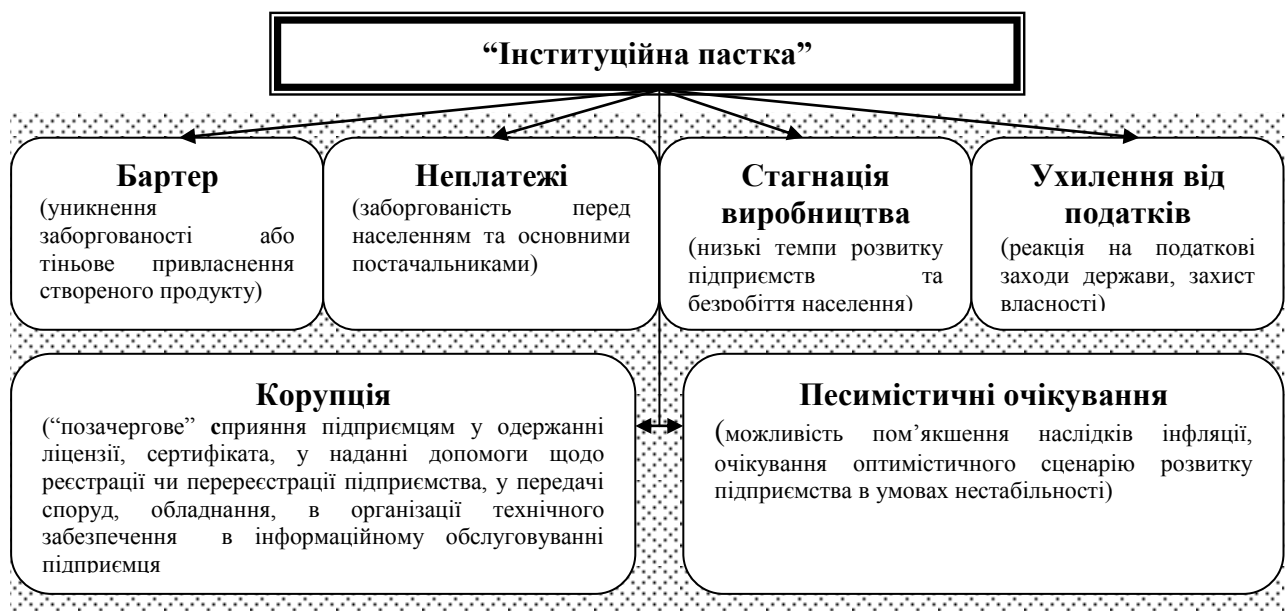 “Інституційна пастка”
Бартер
(уникнення
заборгованості або
тіньове привласнення
створеного продукту)
Неплатежі
(заборгованість перед
населенням та основними
постачальниками)
Стагнація
виробництва
(низькі темпи розвитку
підприємств та
безробіття населення)
Ухилення від
податків
(реакція на податкові
заходи держави, захист
власності)
Корупція
(“позачергове” сприяння підприємцям у одержанні
ліцензії, сертифіката, у наданні допомоги щодо
реєстрації чи перереєстрації підприємства, у передачі
споруд, обладнання, в організації технічного
забезпечення в інформаційному обслуговуванні
підприємця
Песимістичні очікування
(можливість пом’якшення наслідків інфляції,
очікування оптимістичного сценарію розвитку
підприємства в умовах нестабільності)